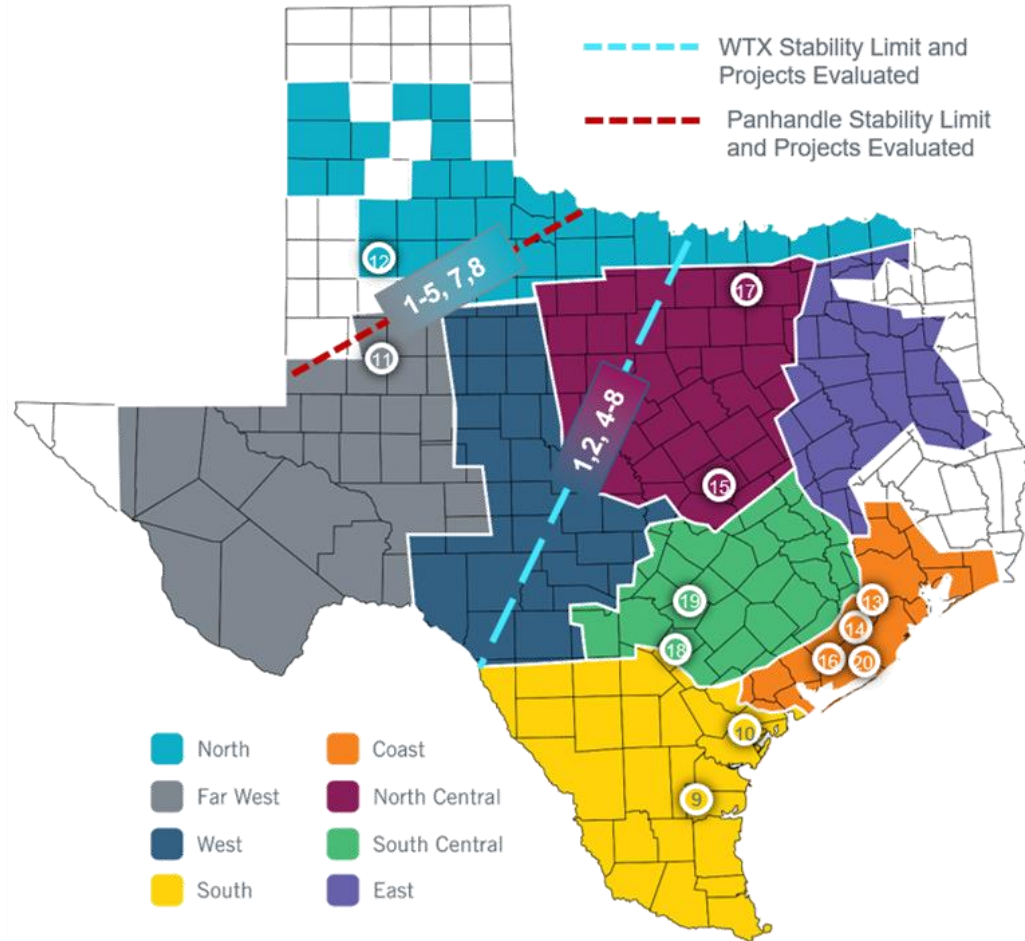 WTX Stability Limit and
Projects Evaluated
Panhandle Stability Limit
and Projects Evaluated
12
1-5, 7,8
17
11
1,2, 4-8
15
19
13
14
18
16
20
10
9
North
Coast
Far West
North Central
West
South Central
South
East